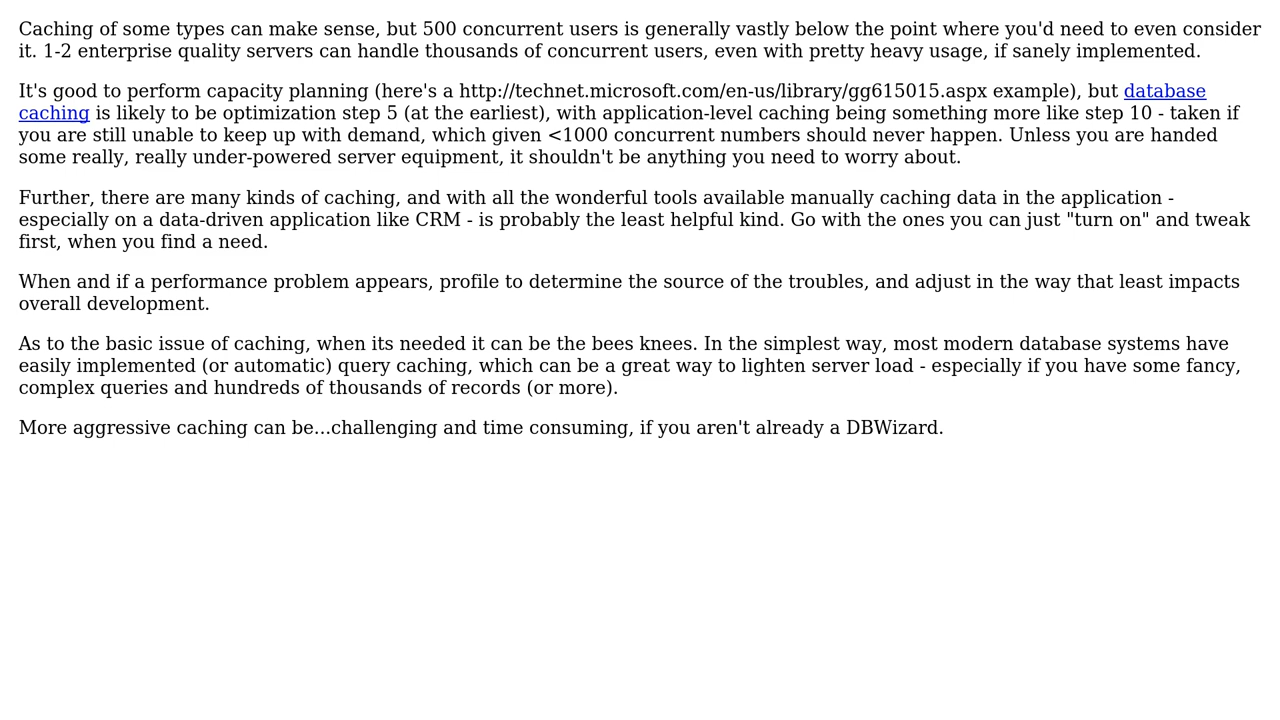 Caching of some types can make sense, but 500 concurrent users is generally vastly below the point where you'd need to even consider
it. 1-2 enterprise quality servers can handle thousands of concurrent users, even with pretty heavy usage, if sanely implemented.
It's good to perform capacity planning (here's a http://technet.microsoft.com/en-us/library/gg615015.aspx example), but database
caching is likely to be optimization step 5 (at the earliest), with application-level caching being something more like step 10 - taken if
you are still unable to keep up with demand, which given <1000 concurrent numbers should never happen. Unless you are handed
some really, really under-powered server equipment, it shouldn't be anything you need to worry about.
Further, there are many kinds of caching, and with all the wonderful tools available manually caching data in the application -
especially on a data-driven application like CRM - is probably the least helpful kind. Go with the ones you can just "turn on" and tweak
first, when you find a need.
When and if a performance problem appears, profile to determine the source of the troubles, and adjust in the way that least impacts
overall development.
As to the basic issue of caching, when its needed it can be the bees knees. In the simplest way, most modern database systems have
easily implemented (or automatic) query caching, which can be a great way to lighten server load - especially if you have some fancy,
complex queries and hundreds of thousands of records (or more).
More aggressive caching can be...challenging and time consuming, if you aren't already a DBWizard.